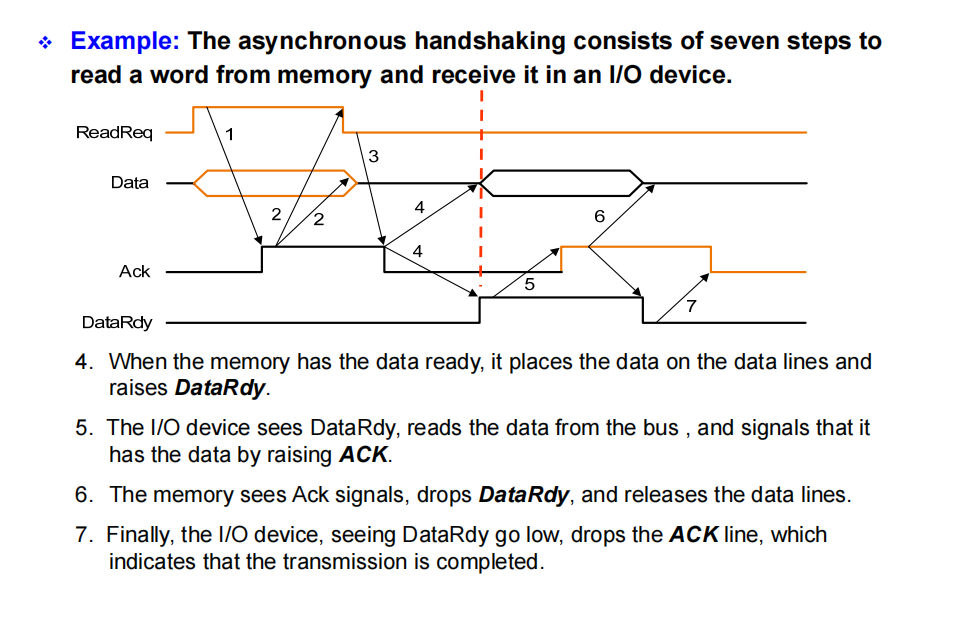 ❖ Example: The asynchronous handshaking consists of seven steps to
read a word from memory and receive it in an I/O device.
ReadReq
1
3
Data
2
2
4
6
Ack
4
5
7
DataRdy
4. When the memory has the data ready, it places the data on the data lines and
raises DataRdy.
5. The I/O device sees DataRdy, reads the data from the bus , and signals that it
has the data by raising ACK.
6. The memory sees Ack signals, drops DataRdy, and releases the data lines.
7. Finally, the I/O device, seeing DataRdy go low, drops the ACK line, which
indicates that the transmission is completed.